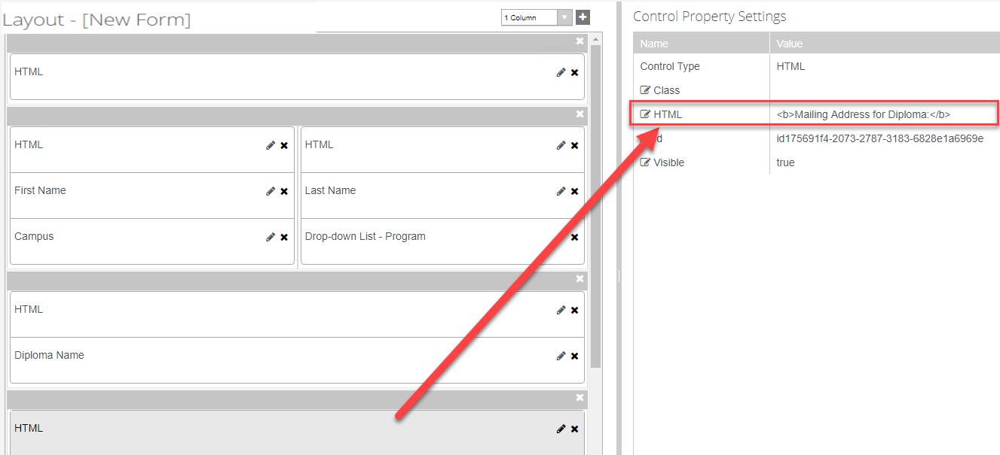 Layout - [New Form]
1 Column
HTML
HTML
HTML
First Name
Last Name
Campus
Drop-down List - Program
HTML
Diploma Name
HTML
Control Property Settings
Name Value
Control Type HTML
Class
HTML <b>Mailing Address for Diploma:</b>
id175691f4-2073-2787-3183-6828e1a6969e
Visible true